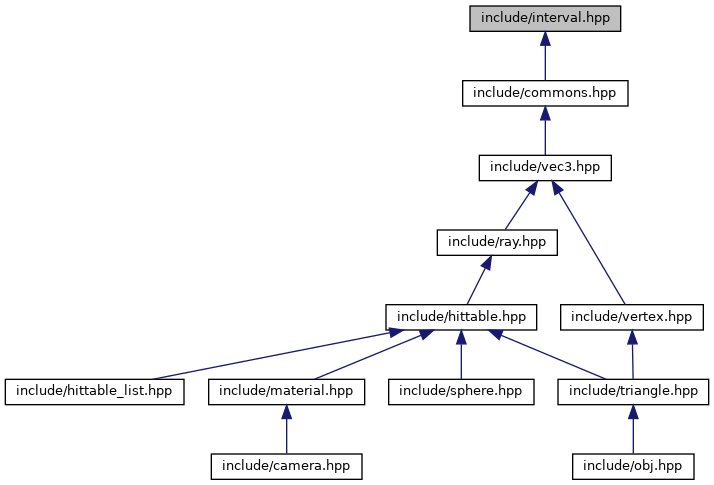 include/interval.hpp
include/commons.hpp
include/vec3.hpp
include/ray.hpp
include/hittable.hpp
include/vertex.hpp
include/hittable_list.hpp
include/material.hpp
include/sphere.hpp
include/triangle.hpp
include/camera.hpp
include/obj.hpp